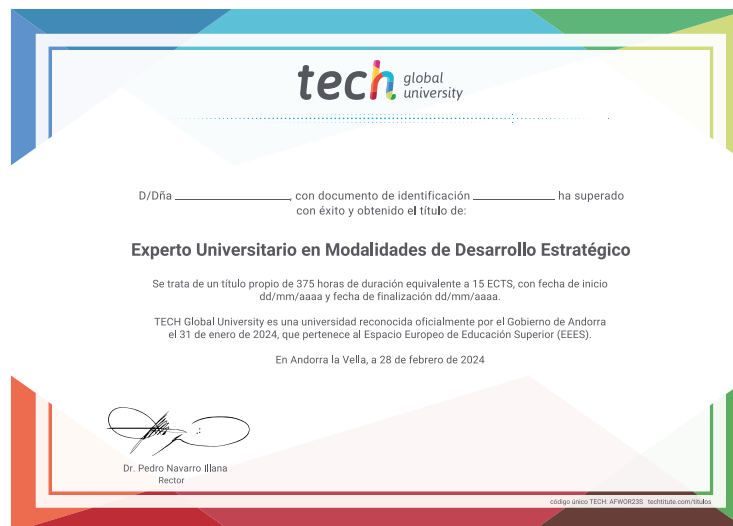 tech global university
D/Dña ____________________, con documento de identificación ______________ ha superado
con éxito y obtenido el título de:
Experto Universitario en Modalidades de Desarrollo Estratégico
Se trata de un título propio de 375 horas de duración equivalente a 15 ECTS, con fecha de inicio
dd/mm/aaaa y fecha de finalización dd/mm/aaaa.
TECH Global University es una universidad reconocida oficialmente por el Gobierno de Andorra
el 31 de enero de 2024, que pertenece al Espacio Europeo de Educación Superior (EEES).
En Andorra la Vella, a 28 de febrero de 2024
Dr. Pedro Navarro Illana
Rector
código único TECH: AFWOR23S techtitute.com/titulos